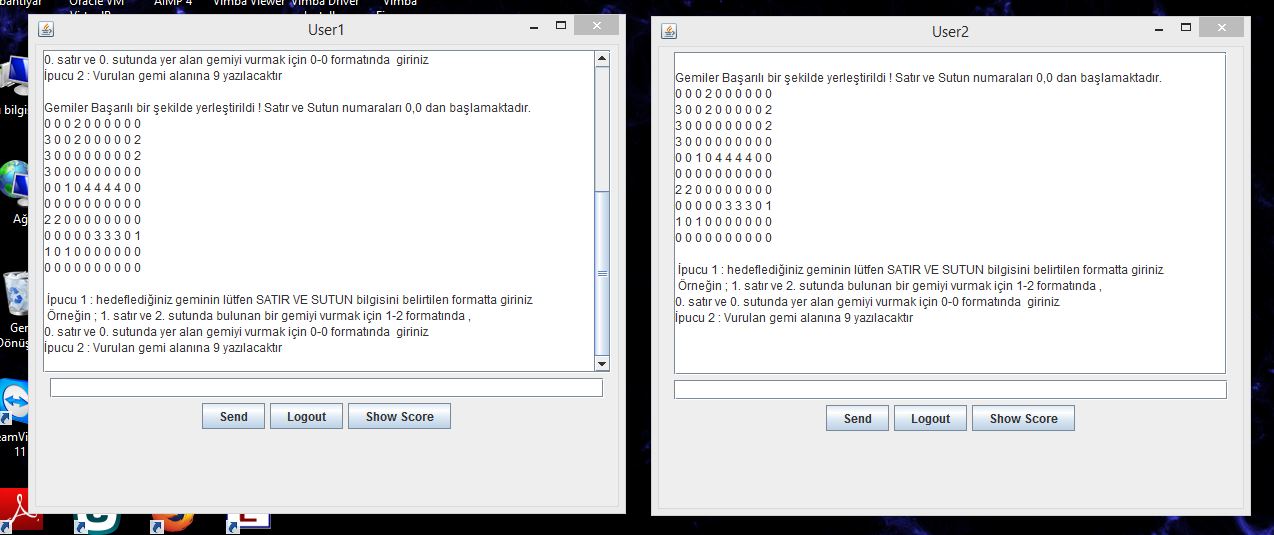 Oracle VM
AIMP 4
Vimba Viewer
Vimba Driver
Vimba
User1
0. satır ve 0. sutunda yer alan gemiyi vurmak için 0-0 formatında  giriniz
İpucu 2 : Vurulan gemi alanına 9 yazılacaktır
Gemiler Başarılı bir şekilde yerleştirildi ! Satır ve Sutun numaraları 0,0 dan başlamaktadır.
0 0 0 2 0 0 0 0 0 0
3 0 0 2 0 0 0 0 0 2
3 0 0 0 0 0 0 0 0 2
3 0 0 0 0 0 0 0 0 0
0 0 1 0 4 4 4 4 0 0
0 0 0 0 0 0 0 0 0 0
2 2 0 0 0 0 0 0 0 0
0 0 0 0 0 3 3 3 0 1
1 0 1 0 0 0 0 0 0 0
0 0 0 0 0 0 0 0 0 0
İpucu 1 : hedeflediğiniz geminin lütfen SATIR VE SUTUN bilgisini belirtilen formatta giriniz
Örneğin ; 1. satır ve 2. sutunda bulunan bir gemiyi vurmak için 1-2 formatında ,
0. satır ve 0. sutunda yer alan gemiyi vurmak için 0-0 formatında  giriniz
İpucu 2 : Vurulan gemi alanına 9 yazılacaktır
Send
Logout
Show Score
User2
Gemiler Başarılı bir şekilde yerleştirildi ! Satır ve Sutun numaraları 0,0 dan başlamaktadır.
0 0 0 2 0 0 0 0 0 0
3 0 0 2 0 0 0 0 0 2
3 0 0 0 0 0 0 0 0 2
3 0 0 0 0 0 0 0 0 0
0 0 1 0 4 4 4 4 0 0
0 0 0 0 0 0 0 0 0 0
2 2 0 0 0 0 0 0 0 0
0 0 0 0 0 3 3 3 0 1
1 0 1 0 0 0 0 0 0 0
0 0 0 0 0 0 0 0 0 0
İpucu 1 : hedeflediğiniz geminin lütfen SATIR VE SUTUN bilgisini belirtilen formatta giriniz
Örneğin ; 1. satır ve 2. sutunda bulunan bir gemiyi vurmak için 1-2 formatında ,
0. satır ve 0. sutunda yer alan gemiyi vurmak için 0-0 formatında  giriniz
İpucu 2 : Vurulan gemi alanına 9 yazılacaktır
Send
Logout
Show Score
11